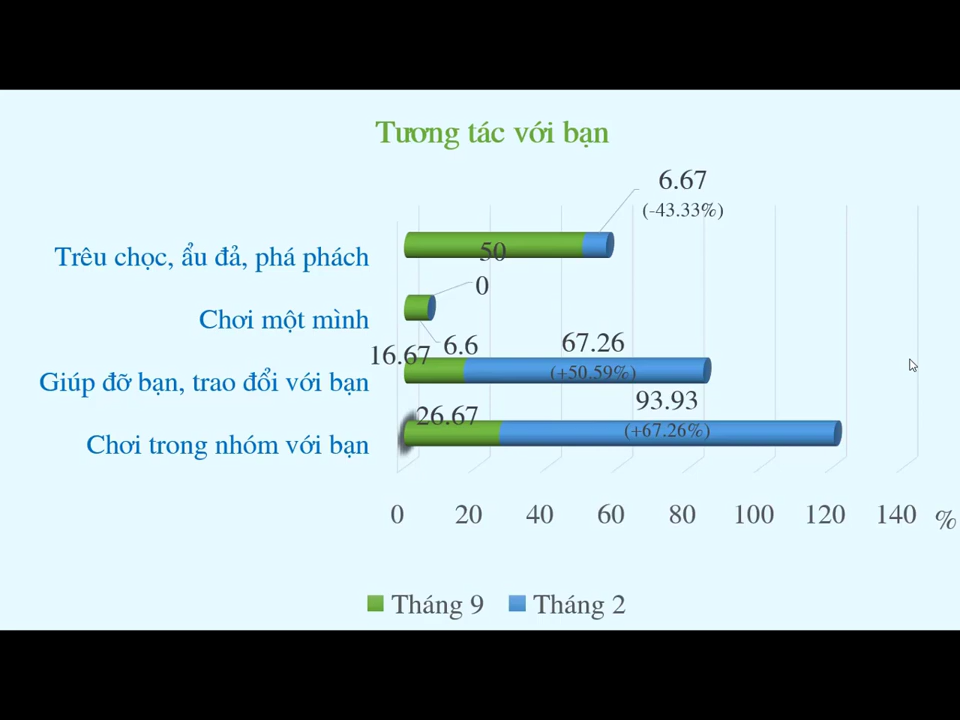 Tương tác với bạn
6.67
(-43.33%)
Trêu chọc, ẩu đả, phá phách
50
0
Chơi một mình
6.6
16.67
67.26
Giúp đỡ bạn, trao đổi với bạn
(+50.59%)
93.93
26.67
Chơi trong nhóm với bạn
(+67.26%)
0 20 40 60 80 100 120 140 %
Tháng 9 Tháng 2